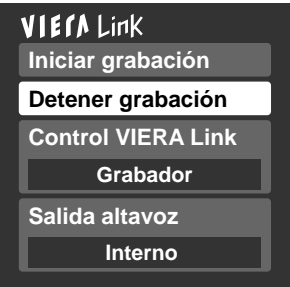 VIERA Link
Iniciar grabación
Detener grabación
Control VIERA Link
Grabador
Salida altavoz
Interno